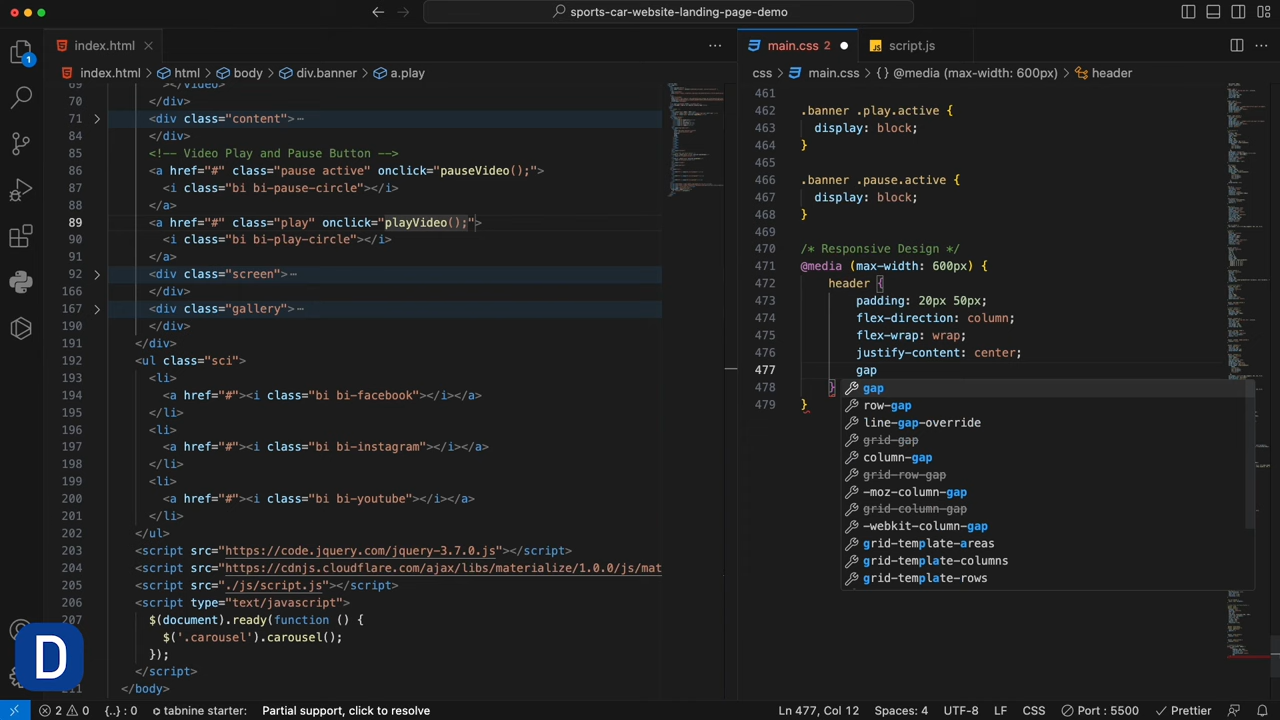 sports-car-website-landing-page-demo
index.html
main.css 2
script.js
index.html > html > body > div.banner > a.play
css > main.css > {} @media (max-width: 600px) > header
1
69 </video>
70 </div>
71 <div class="content">
84 </div>
85 <!-- Video Play and Pause Button -->
86 <a href="#" class="pause active" onclick="pauseVideo();">
87 <i class="bi bi-pause-circle"></i>
88 </a>
89 <a href="#" class="play" onclick="playVideo();">
90 <i class="bi bi-play-circle"></i>
91 </a>
92 <div class="screen">
166 </div>
167 <div class="gallery">
190 </div>
191 </div>
192 <ul class="sci">
193 <li>
194 <a href="#"><i class="bi bi-facebook"></i></a>
195 </li>
196 <li>
197 <a href="#"><i class="bi bi-instagram"></i></a>
198 </li>
199 <li>
200 <a href="#"><i class="bi bi-youtube"></i></a>
201 </li>
202 </ul>
203 <script src="https://code.jquery.com/jquery-3.7.0.js"></script>
204 <script src="https://cdnjs.cloudflare.com/ajax/libs/materialize/1.0.0/js/mat
205 <script src="./js/script.js"></script>
206 <script type="text/javascript">
207 $(document).ready(function () {
208 $('.carousel').carousel();
209 });
210 </script>
211 </body>
461
462 .banner .play.active {
463 display: block;
464 }
465
466 .banner .pause.active {
467 display: block;
468 }
469
470 /* Responsive Design */
471 @media (max-width: 600px) {
472 header {
473 padding: 20px 50px;
474 flex-direction: column;
475 flex-wrap: wrap;
476 justify-content: center;
477 gap
478 }
479 }
gap
row-gap
line-gap-override
grid-gap
column-gap
grid-row-gap
-moz-column-gap
grid-column-gap
-webkit-column-gap
grid-template-areas
grid-template-columns
grid-template-rows
D
2 0 {..} : 0 tabnine starter: Partial support, click to resolve
Ln 477, Col 12 Spaces: 4 UTF-8 LF CSS Port : 5500 Prettier